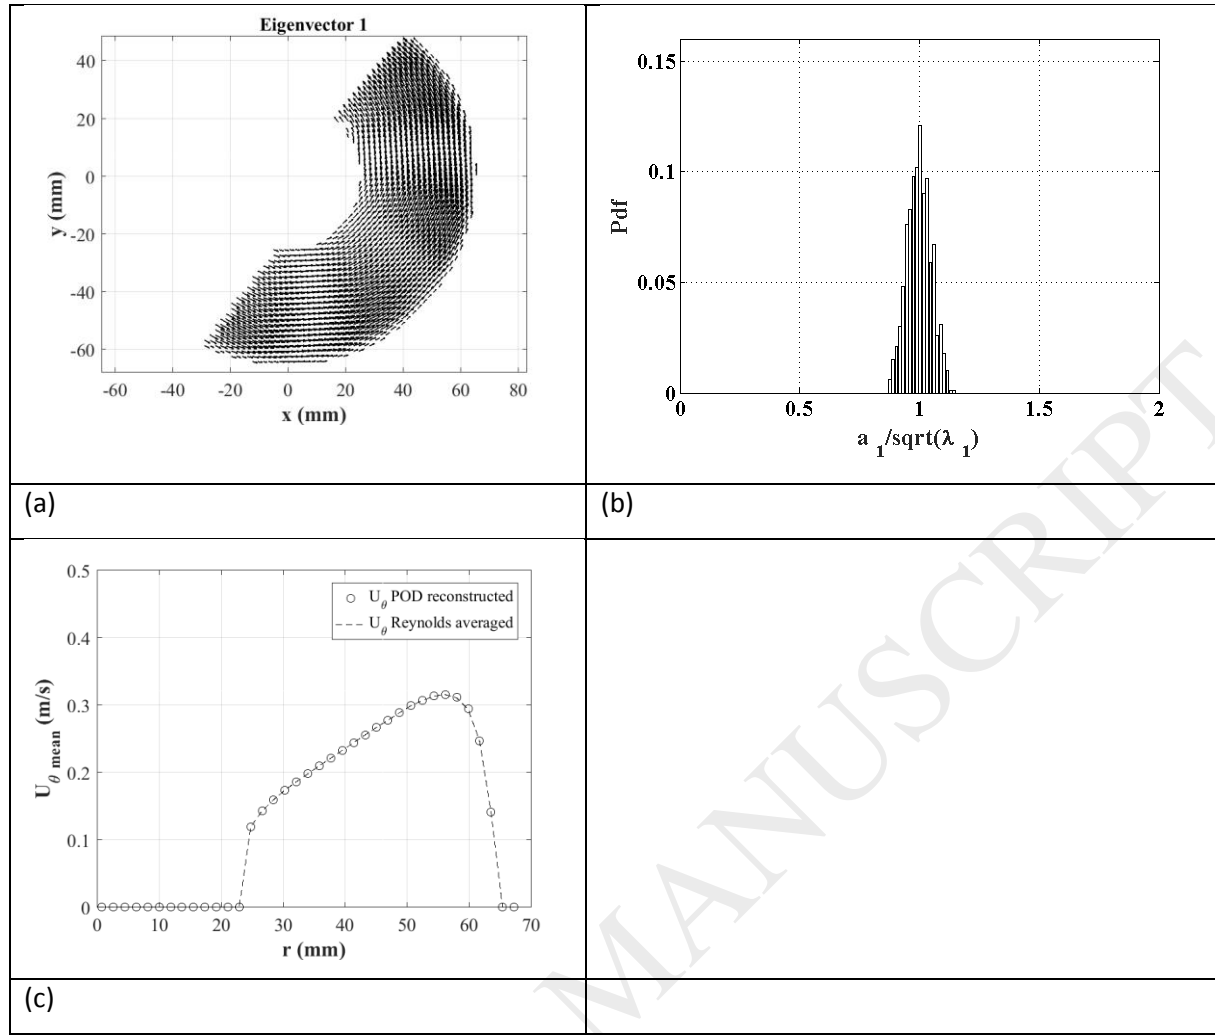 Eigenvector 1
40
20
0
-20
-40
-60
y (mm)
-60 -40 -20 0 20 40 60 80
x (mm)
0.15
0.1
0.05
0
Pdf
0 0.5 1 1.5 2
a 1/sqrt(λ 1)
(a)
(b)
0.5
0.4
0.3
0.2
0.1
0
Uθ mean (m/s)
Uθ POD reconstructed
Uθ Reynolds averaged
0 10 20 30 40 50 60 70
r (mm)
(c)
MANUSCRIPT